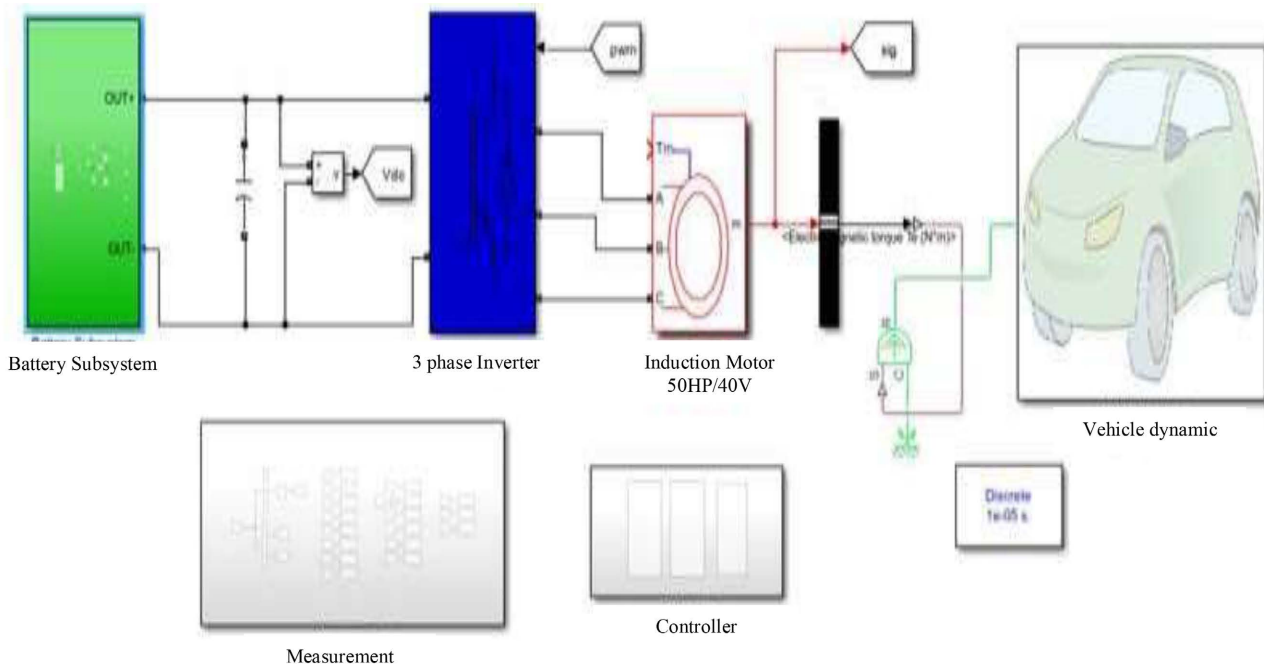 OUT+
OUT-
pwm
sig
v
Vdc
Tm
A
B
C
m
<Electromagnetic torque Te (N*m)>
R
S
C
Battery Subsystem
3 phase Inverter
Induction Motor
50HP/40V
Vehicle dynamic
Discrete
1e-05 s.
Controller
Measurement